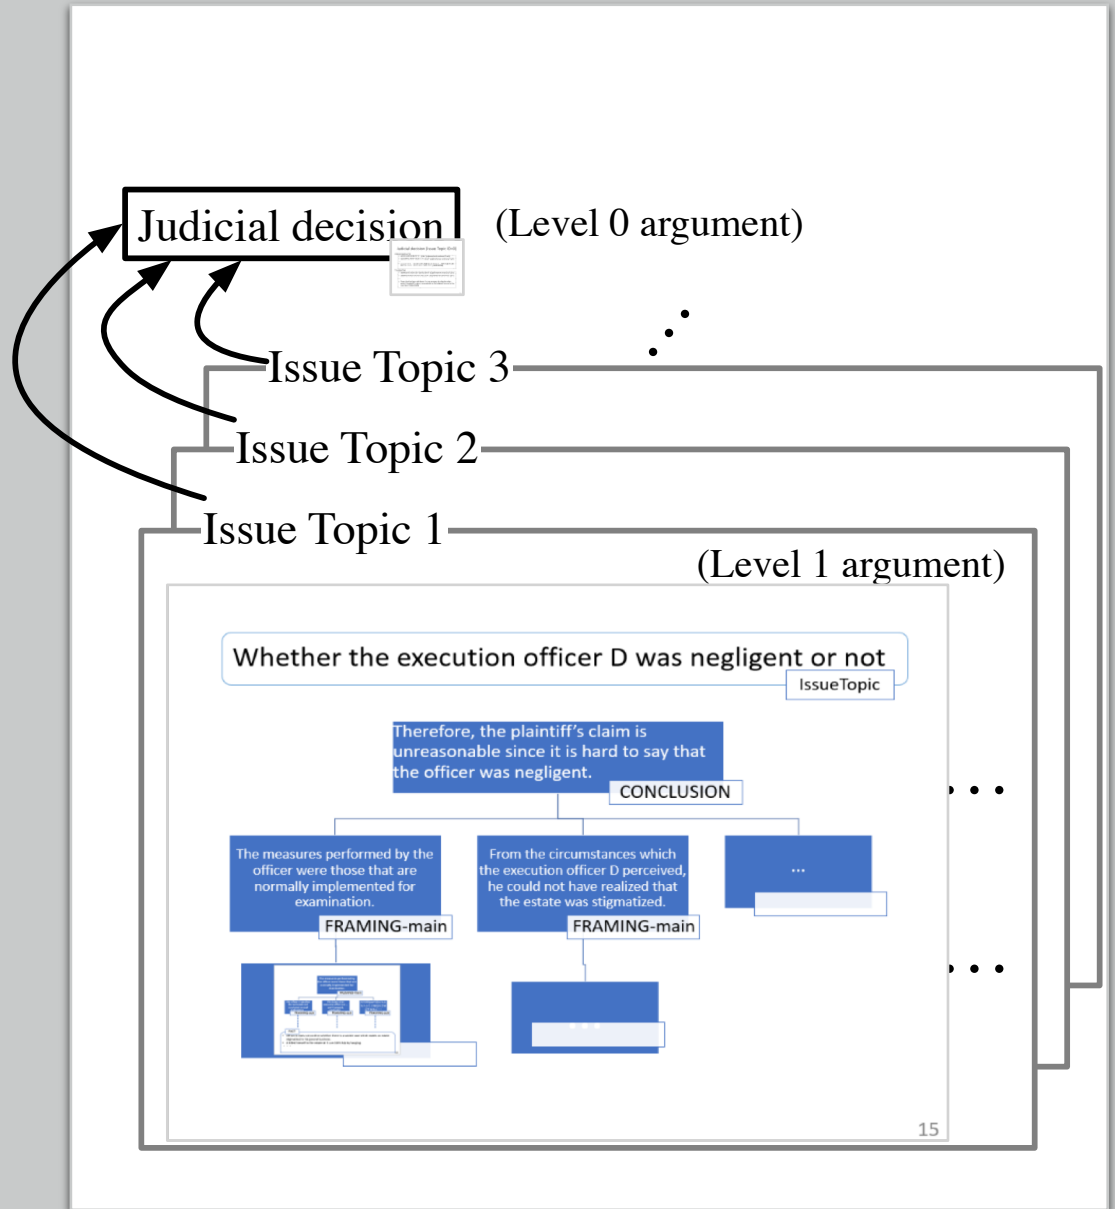 Judicial decision
(Level 0 argument)
Issue Topic 3
Issue Topic 2
Issue Topic 1
(Level 1 argument)
Whether the execution officer D was negligent or not
IssueTopic
Therefore, the plaintiff's claim is
unreasonable since it is hard to say that
the officer was negligent.
CONCLUSION
The measures performed by the
officer were those that are
normally implemented for
examination.
FRAMING-main
From the circumstances which
the execution officer D perceived,
he could not have realized that
the estate was stigmatized.
FRAMING-main
...
15